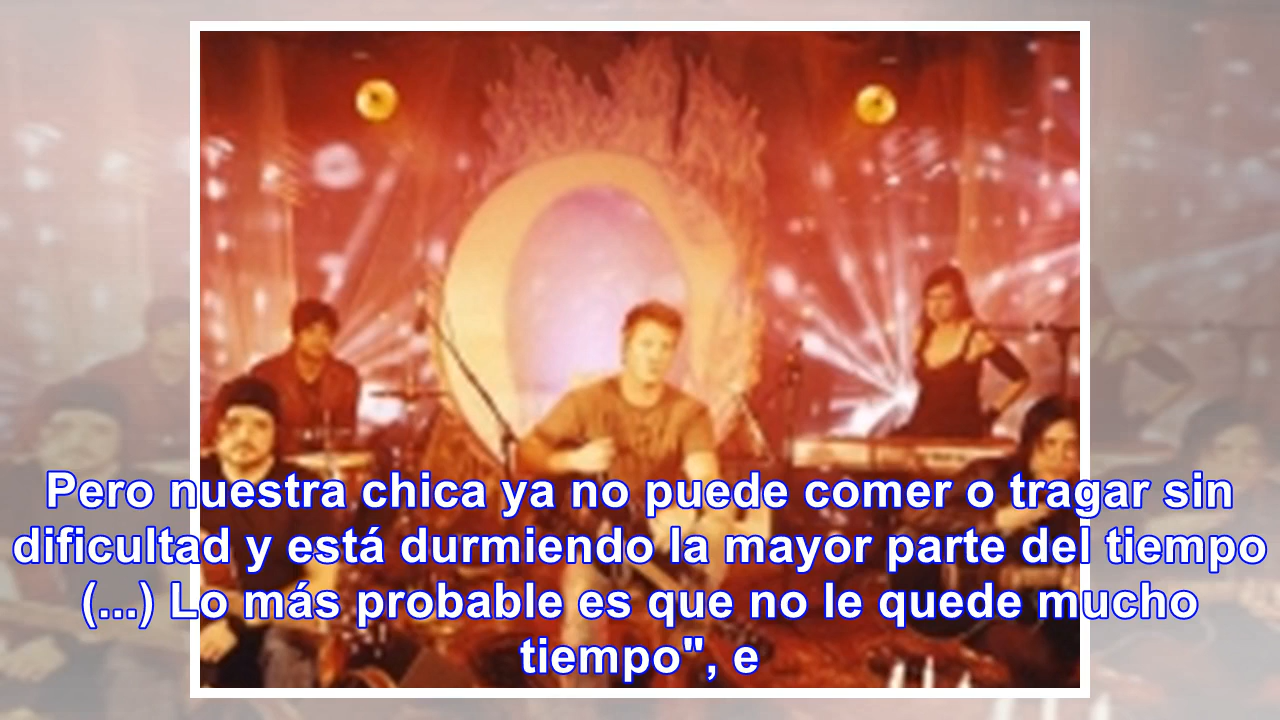 Pero nuestra chica ya no puede comer o tragar sin
dificultad y está durmiendo la mayor parte del tiempo
(...) Lo más probable es que no le quede mucho
tiempo", e